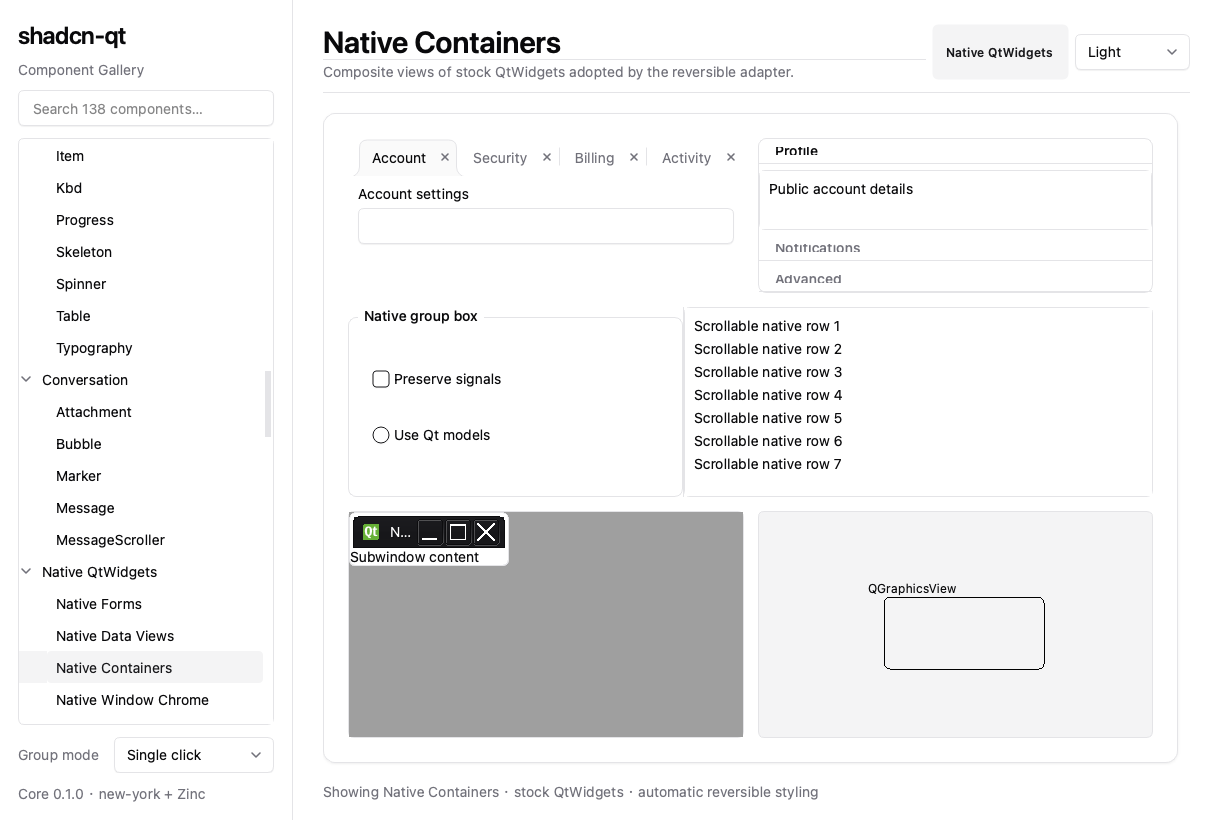 shadcn-qt
Component Gallery
Search 138 components...
Item
Kbd
Progress
Skeleton
Spinner
Table
Typography
Conversation
Attachment
Bubble
Marker
Message
MessageScroller
Native QtWidgets
Native Forms
Native Data Views
Native Containers
Native Window Chrome
Group mode
Single click
Core 0.1.0 · new-york + Zinc
Native Containers
Composite views of stock QtWidgets adopted by the reversible adapter.
Native QtWidgets
Light
Account
Security
Billing
Activity
Account settings
Profile
Public account details
Notifications
Advanced
Native group box
Preserve signals
Use Qt models
Scrollable native row 1
Scrollable native row 2
Scrollable native row 3
Scrollable native row 4
Scrollable native row 5
Scrollable native row 6
Scrollable native row 7
Qt N...
Subwindow content
QGraphicsView
Showing Native Containers · stock QtWidgets · automatic reversible styling